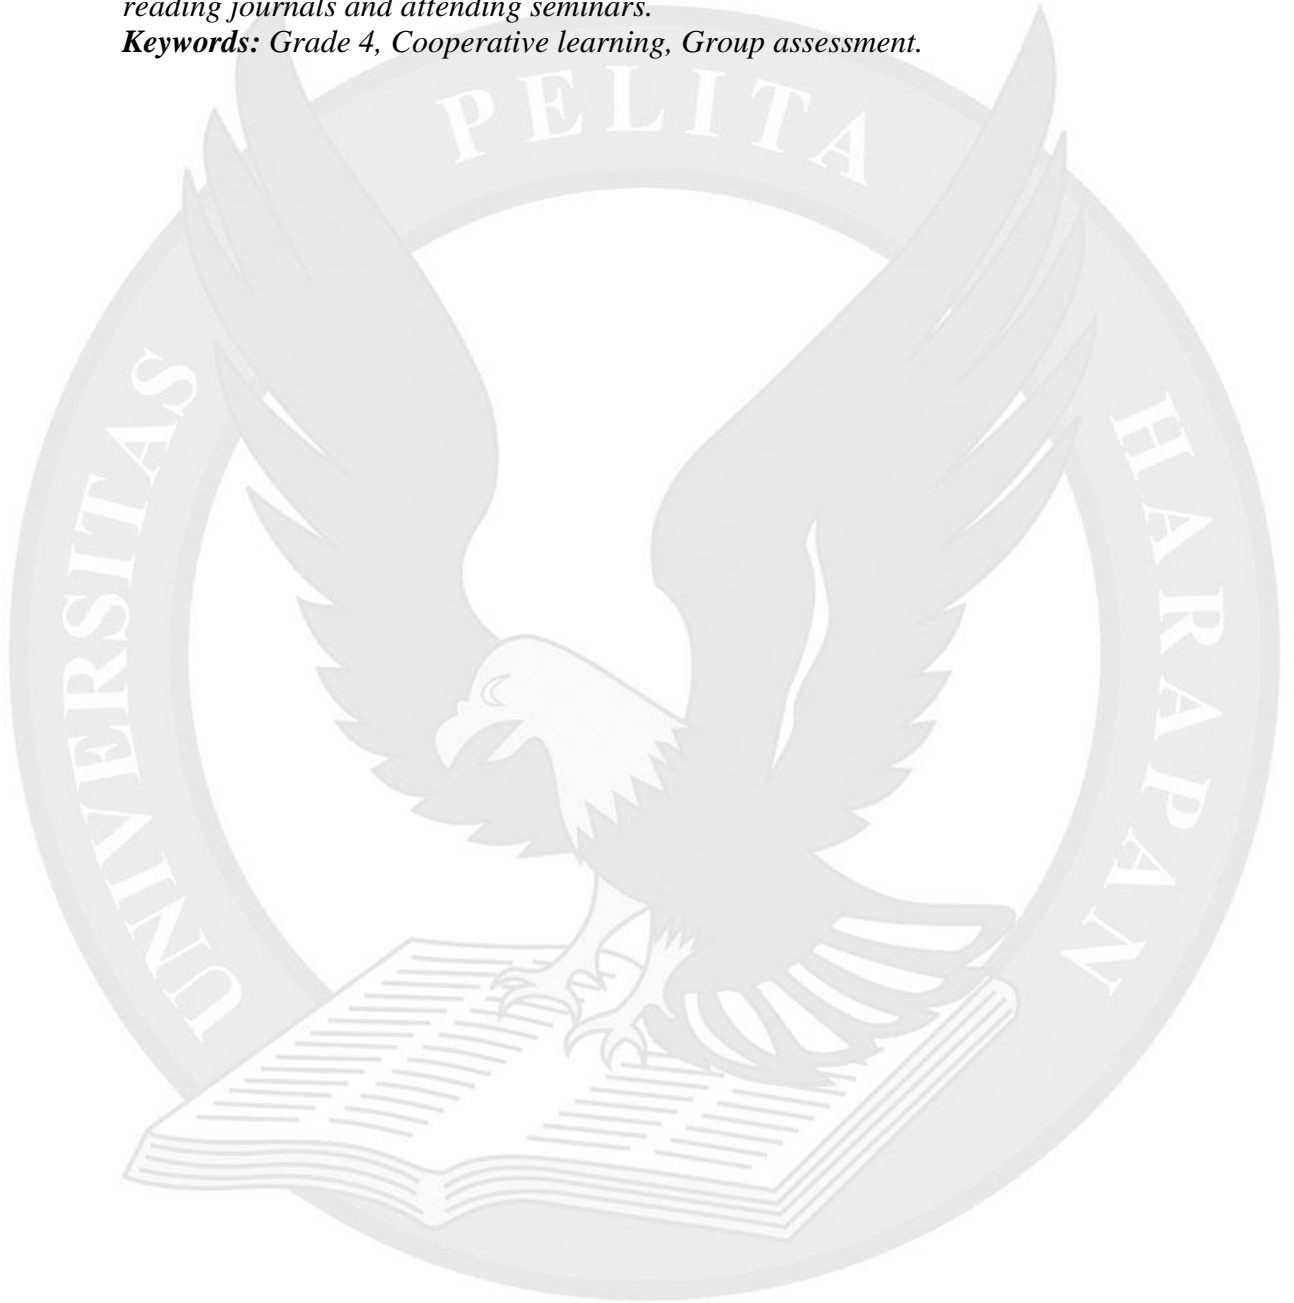 reading journals and attending seminars.
Keywords: Grade 4, Cooperative learning, Group assessment.
UNIVERSITAS PELITA HARAPAN